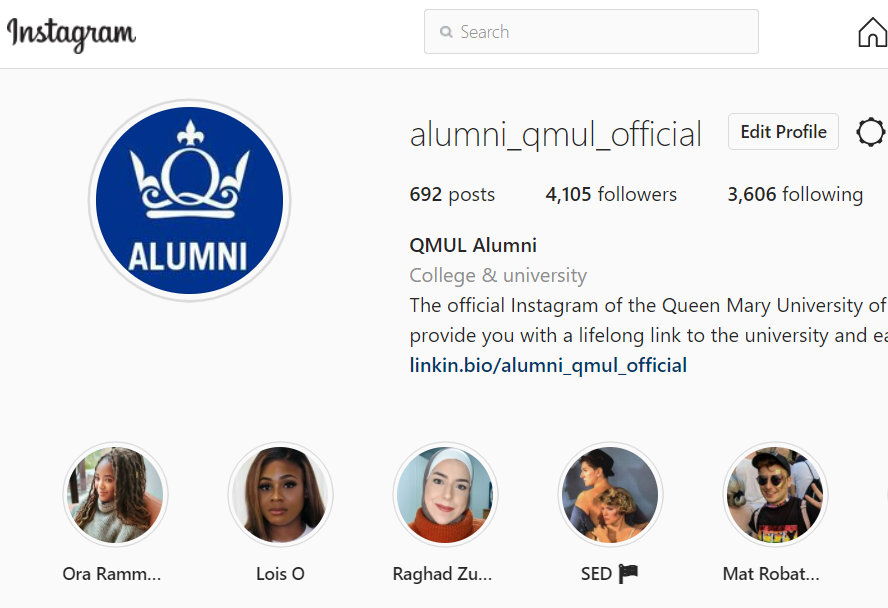 Instagram
Search
ALUMNI
alumni_qmul_official
Edit Profile
692 posts 4,105 followers 3,606 following
QMUL Alumni
College & university
The official Instagram of the Queen Mary University of
provide you with a lifelong link to the university and ea
linkin.bio/alumni_qmul_official
Ora Ramm... Lois O Raghad Zu... SED 🏴 Mat Robat...